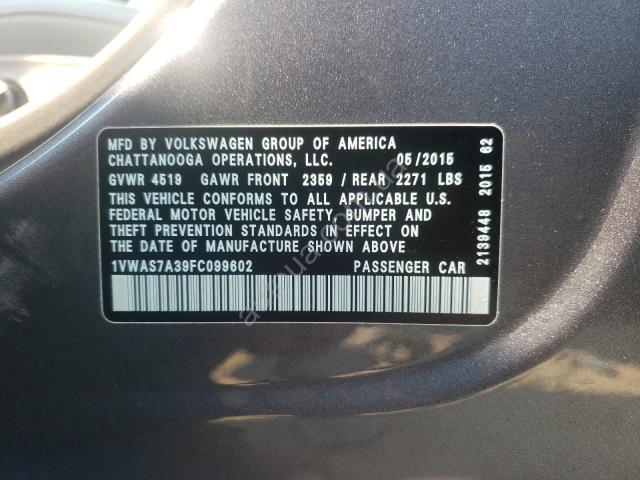 MFD BY VOLKSWAGEN GROUP OF AMERICA
CHATTANOOGA OPERATIONS, LLC. 05/2015
GVWR 4519 GAWR FRONT 2359 / REAR 2271 LBS
THIS VEHICLE CONFORMS TO ALL APPLICABLE U.S.
FEDERAL MOTOR VEHICLE SAFETY, BUMPER AND
THEFT PREVENTION STANDARDS IN EFFECT ON
THE DATE OF MANUFACTURE SHOWN ABOVE
1VWAS7A39FC099602 PASSENGER CAR
2139448 2015 62